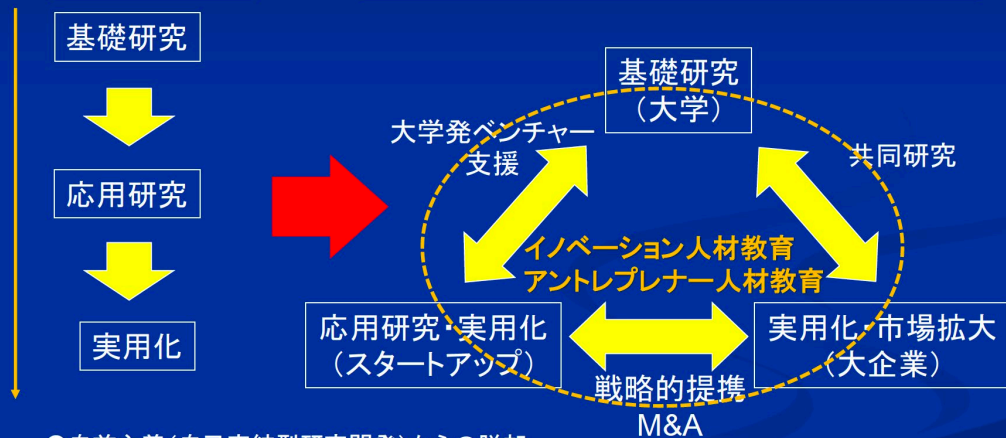 基礎研究
応用研究
実用化
基礎研究
(大学)
大学発ベンチャー
支援
共同研究
イノベーション人材教育
アントレプレナー人材教育
応用研究・実用化
(スタートアップ)
実用化・市場拡大
(大企業)
戦略的提携
M&A